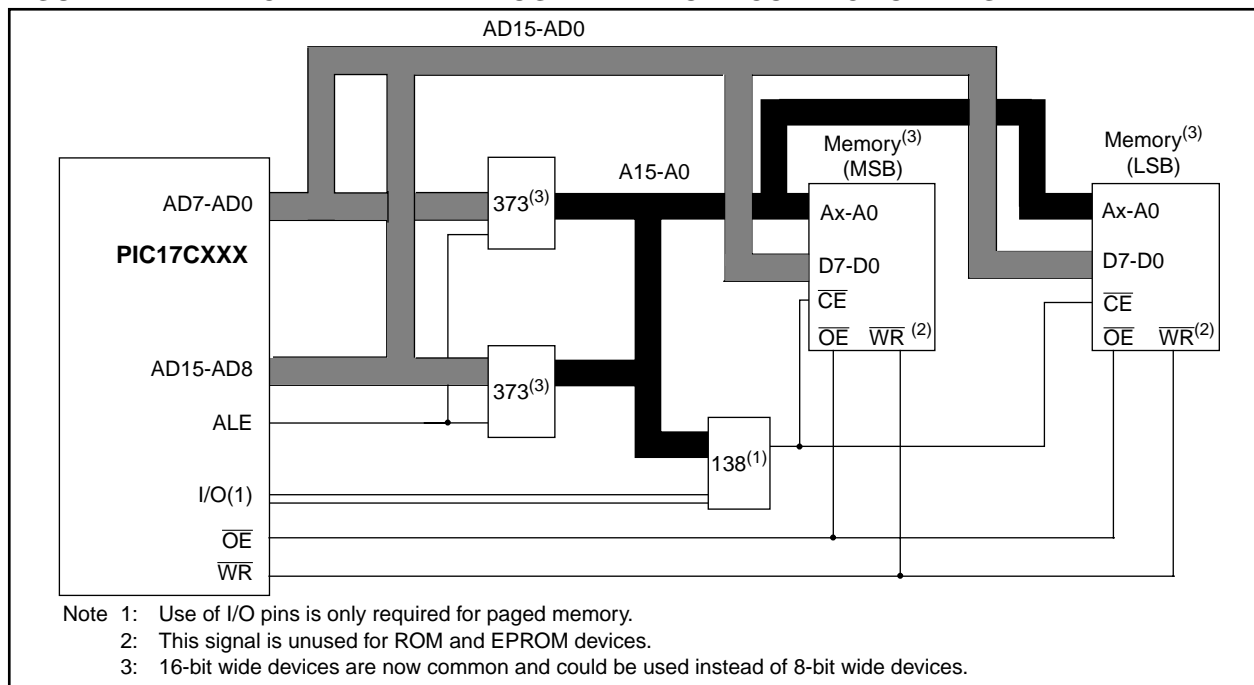 AD15-AD0
Memory(3)
(MSB)
Memory(3)
(LSB)
A15-A0
AD7-AD0
373(3)
Ax-A0
Ax-A0
PIC17CXXX
D7-D0
D7-D0
CE
CE
OE WR (2)
OE WR(2)
AD15-AD8
373(3)
ALE
138(1)
I/O(1)
OE
WR
Note 1: Use of I/O pins is only required for paged memory.
2: This signal is unused for ROM and EPROM devices.
3: 16-bit wide devices are now common and could be used instead of 8-bit wide devices.